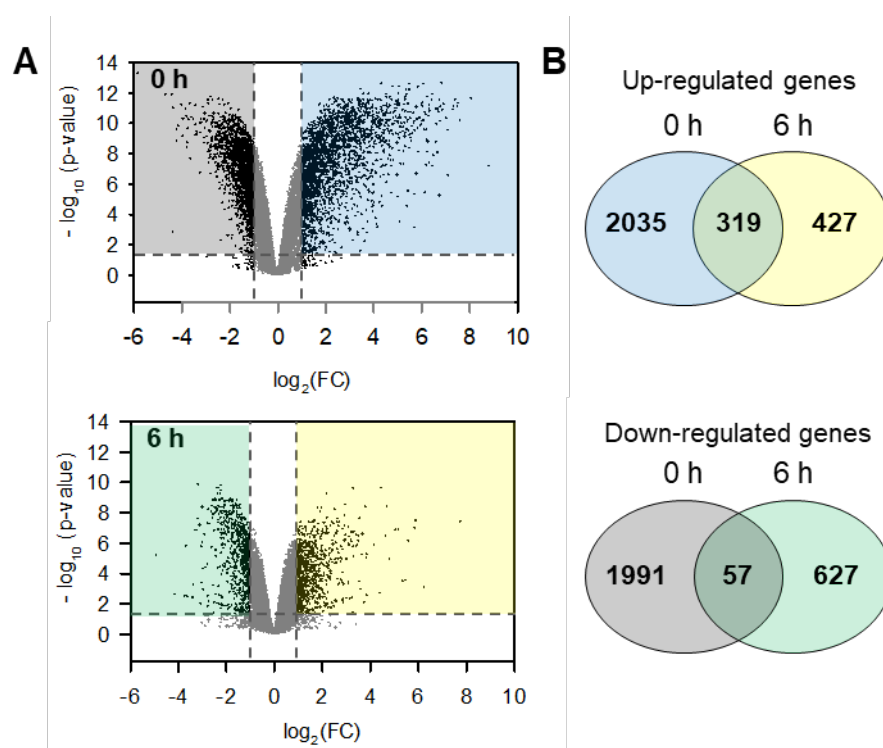 A
0 h
14
12
10
8
6
4
2
0
- log10 (p-value)
-6 -4 -2 0 2 4 6 8 10
log2(FC)
6 h
14
12
10
8
6
4
2
0
- log10 (p-value)
-6 -4 -2 0 2 4 6 8 10
log2(FC)
B
Up-regulated genes
0 h 6 h
2035 319 427
Down-regulated genes
0 h 6 h
1991 57 627